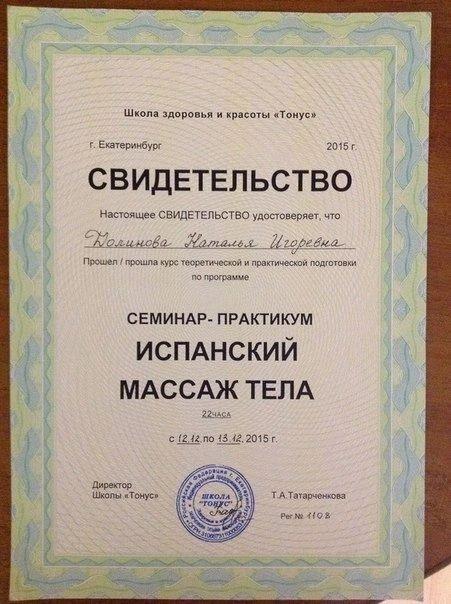 Школа здоровья и красоты «Тонус»
г. Екатеринбург 2015 г.
СВИДЕТЕЛЬСТВО
Настоящее СВИДЕТЕЛЬСТВО удостоверяет, что
Долинова Наталья Игоревна
Прошел / прошла курс теоретической и практической подготовки
по программе
СЕМИНАР- ПРАКТИКУМ
ИСПАНСКИЙ
МАССАЖ ТЕЛА
22ЧАСА
с 12.12. по 13.12, 2015 г.
Директор
Школы «Тонус» Т.А.Татарченкова
ШКОЛА
"ТОНУС"
Рег.№ 1108